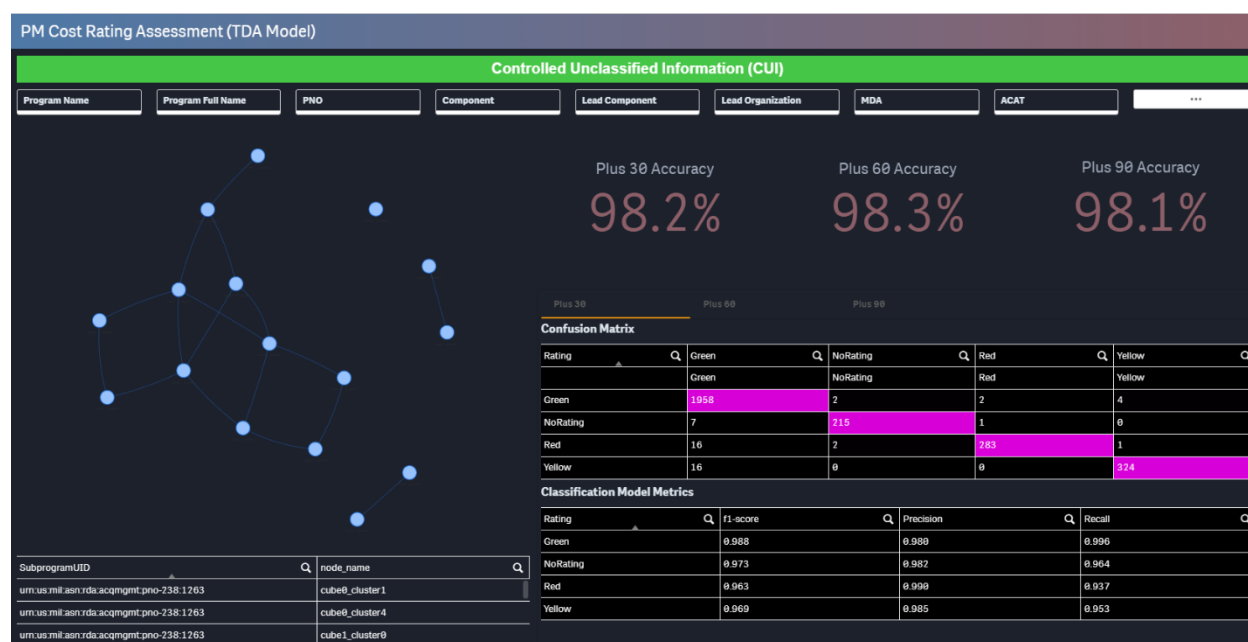 PM Cost Rating Assessment (TDA Model)
Controlled Unclassified Information (CUI)
Program Name Program Full Name PNO Component Lead Component Lead Organization MDA ACAT ...
Plus 30 Accuracy Plus 60 Accuracy Plus 90 Accuracy
98.2% 98.3% 98.1%
Plus 30 Plus 60 Plus 90
Confusion Matrix
Rating Green NoRating Red Yellow
Green NoRating Red Yellow
Green 1958 2 2 4
NoRating 7 215 1 0
Red 16 2 283 1
Yellow 16 0 0 324
Classification Model Metrics
Rating f1-score Precision Recall
Green 0.988 0.980 0.996
NoRating 0.973 0.982 0.964
Red 0.963 0.990 0.937
Yellow 0.969 0.985 0.953
SubprogramUID node_name
urn:us:mil:asn:rda:acqmgmt:pno-238:1263 cube0_cluster1
urn:us:mil:asn:rda:acqmgmt:pno-238:1263 cube0_cluster4
urn:us:mil:asn:rda:acqmgmt:pno-238:1263 cube1_cluster0